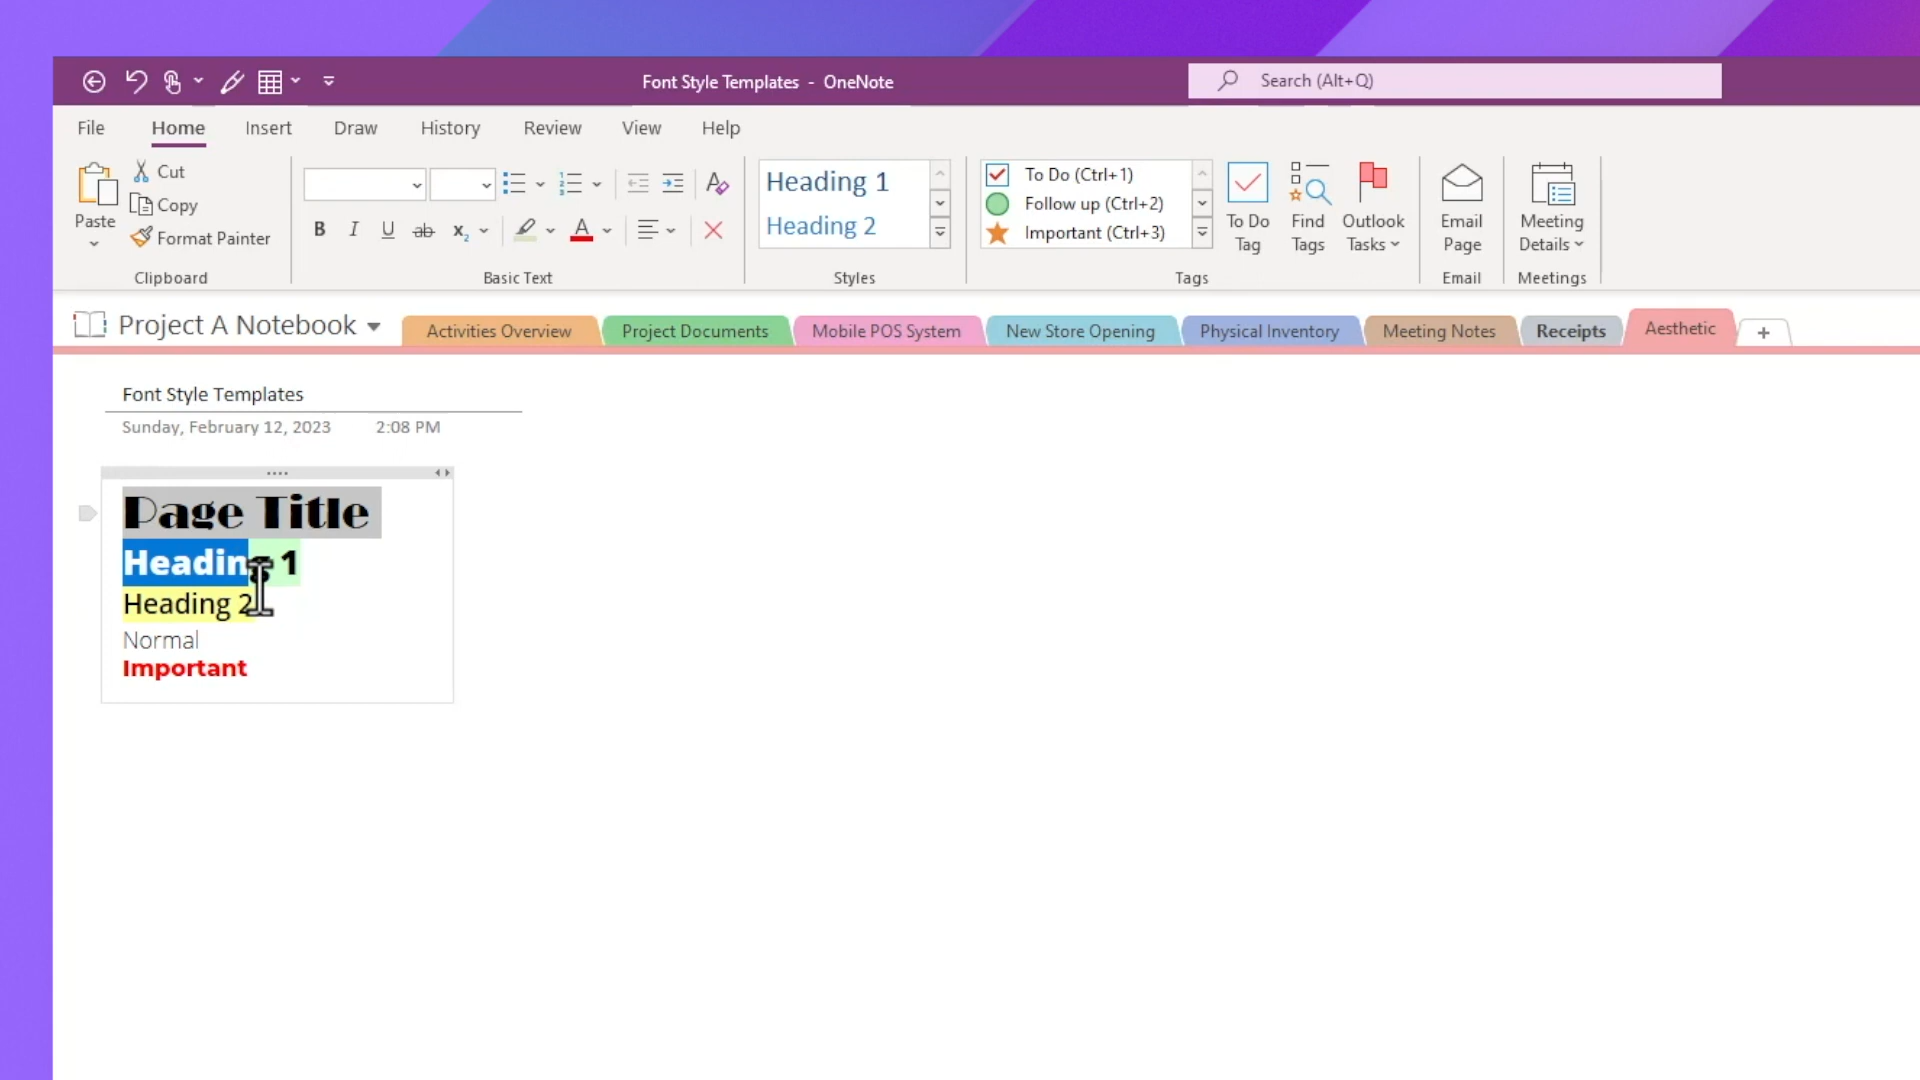 Font Style Templates - OneNote
Search (Alt+Q)
File Home Insert Draw History Review View Help
Paste
Cut
Copy
Format Painter
Clipboard
B I U ab x₂ A
Basic Text
Heading 1
Heading 2
Styles
To Do (Ctrl+1)
Follow up (Ctrl+2)
Important (Ctrl+3)
To Do
Tag
Find
Tags
Outlook
Tasks
Tags
Email
Page
Email
Meeting
Details
Meetings
Project A Notebook
Activities Overview Project Documents Mobile POS System New Store Opening Physical Inventory Meeting Notes Receipts Aesthetic +
Font Style Templates
Sunday, February 12, 2023 2:08 PM
Page Title
Heading 1
Heading 2
Normal
Important